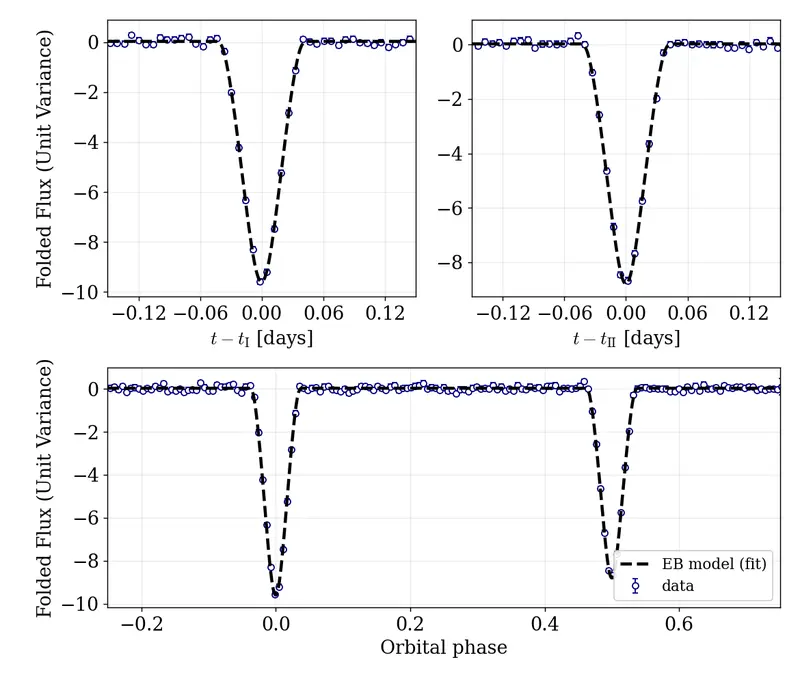 Folded Flux (Unit Variance)
0
−2
−4
−6
−8
−10
−0.12 −0.06 0.00 0.06 0.12
t − t_I [days]
0
−2
−4
−6
−8
−0.12 −0.06 0.00 0.06 0.12
t − t_II [days]
Folded Flux (Unit Variance)
0
−2
−4
−6
−8
−10
−0.2 0.0 0.2 0.4 0.6
Orbital phase
EB model (fit)
data